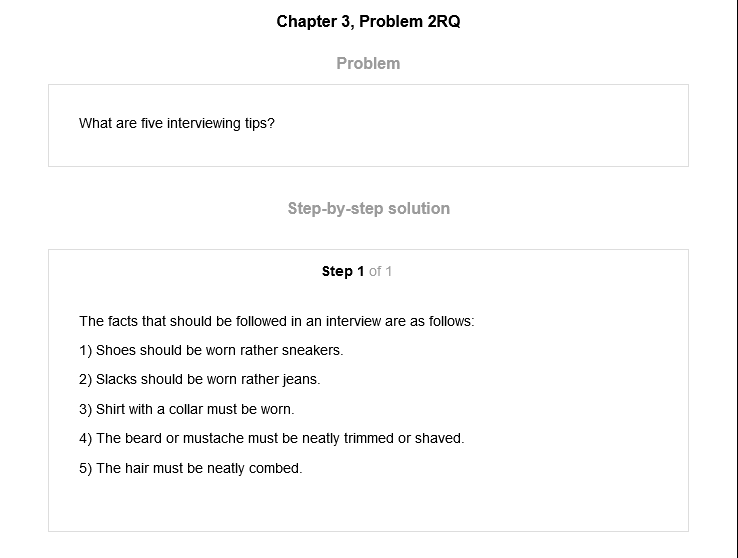 Chapter 3, Problem 2RQ
Problem
What are five interviewing tips?
Step-by-step solution
Step 1 of 1
The facts that should be followed in an interview are as follows:
1) Shoes should be worn rather sneakers.
2) Slacks should be worn rather jeans.
3) Shirt with a collar must be worn.
4) The beard or mustache must be neatly trimmed or shaved.
5) The hair must be neatly combed.